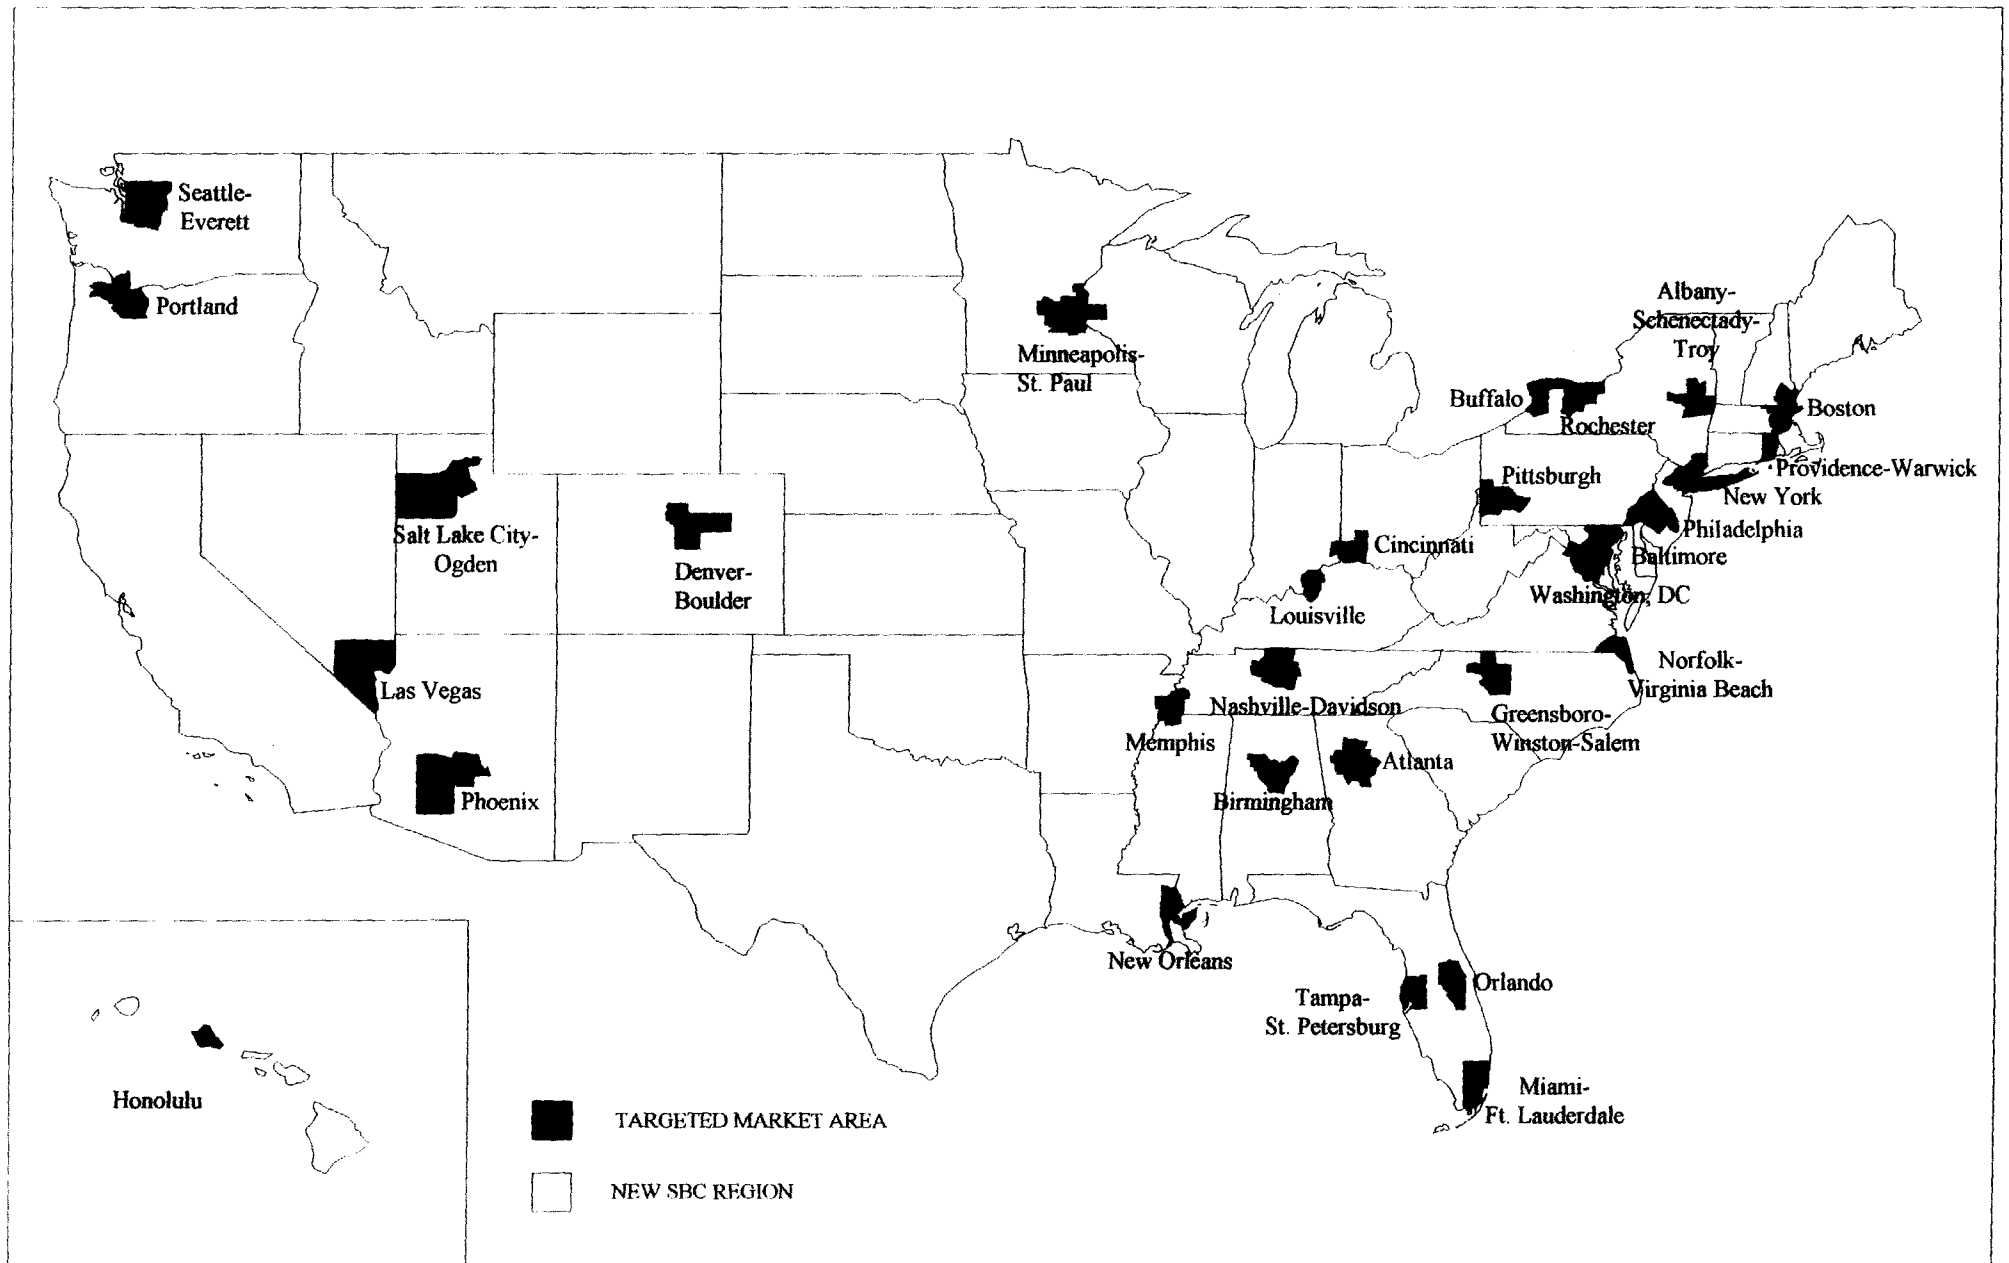 Seattle-
Everett
Portland
Minneapolis-
St. Paul
Albany-
Schenectady-
Troy
Buffalo
Rochester
Boston
Providence-Warwick
New York
Pittsburgh
Philadelphia
Baltimore
Washington, DC
Cincinnati
Louisville
Salt Lake City-
Ogden
Denver-
Boulder
Las Vegas
Phoenix
Norfolk-
Virginia Beach
Nashville-Davidson
Greensboro-
Winston-Salem
Memphis
Atlanta
Birmingham
New Orleans
Orlando
Tampa-
St. Petersburg
Miami-
Ft. Lauderdale
Honolulu
TARGETED MARKET AREA
NEW SBC REGION